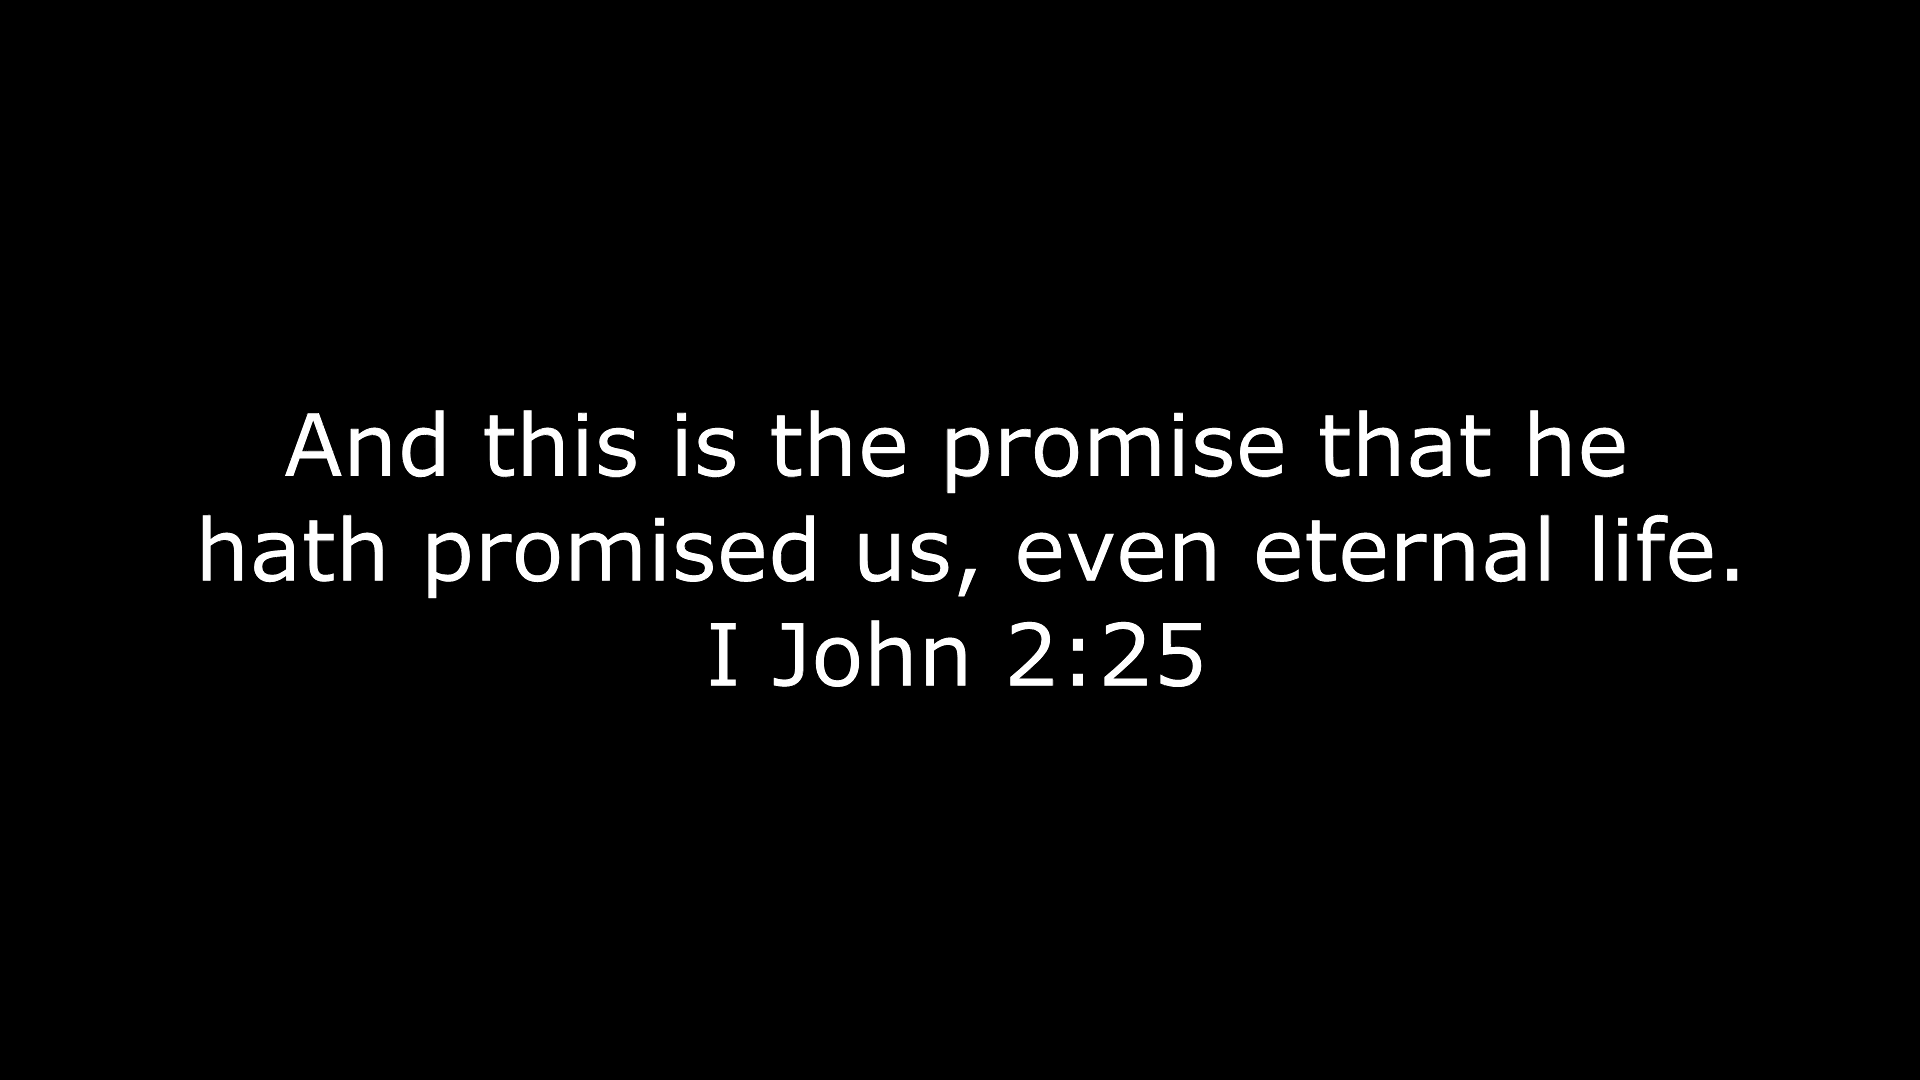 And this is the promise that he
hath promised us, even eternal life.
I John 2:25